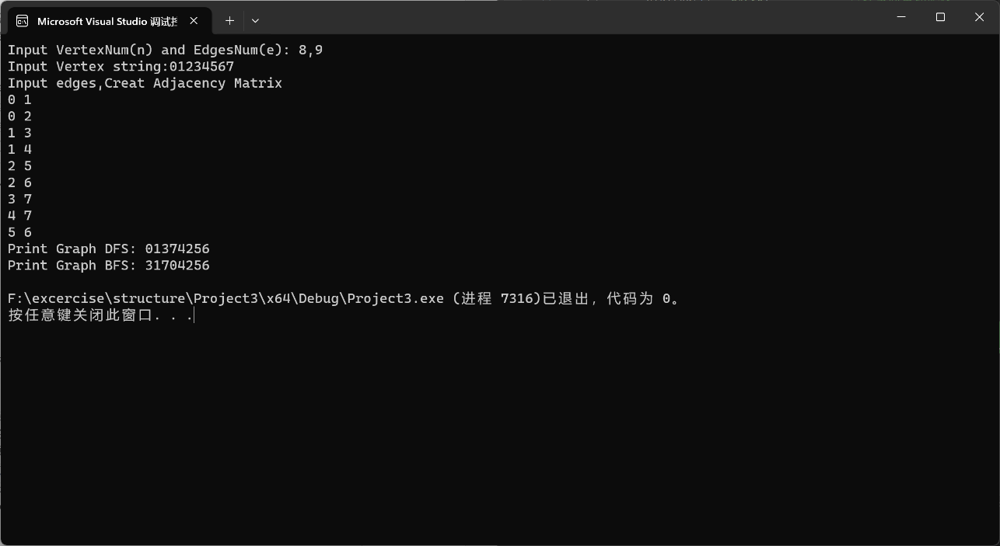 Microsoft Visual Studio 调试控
Input VertexNum(n) and EdgesNum(e): 8,9
Input Vertex string:01234567
Input edges,Creat Adjacency Matrix
0 1
0 2
1 3
1 4
2 5
2 6
3 7
4 7
5 6
Print Graph DFS: 01374256
Print Graph BFS: 31704256
F:\excercise\structure\Project3\x64\Debug\Project3.exe (进程 7316)已退出，代码为 0。
按任意键关闭此窗口. . .